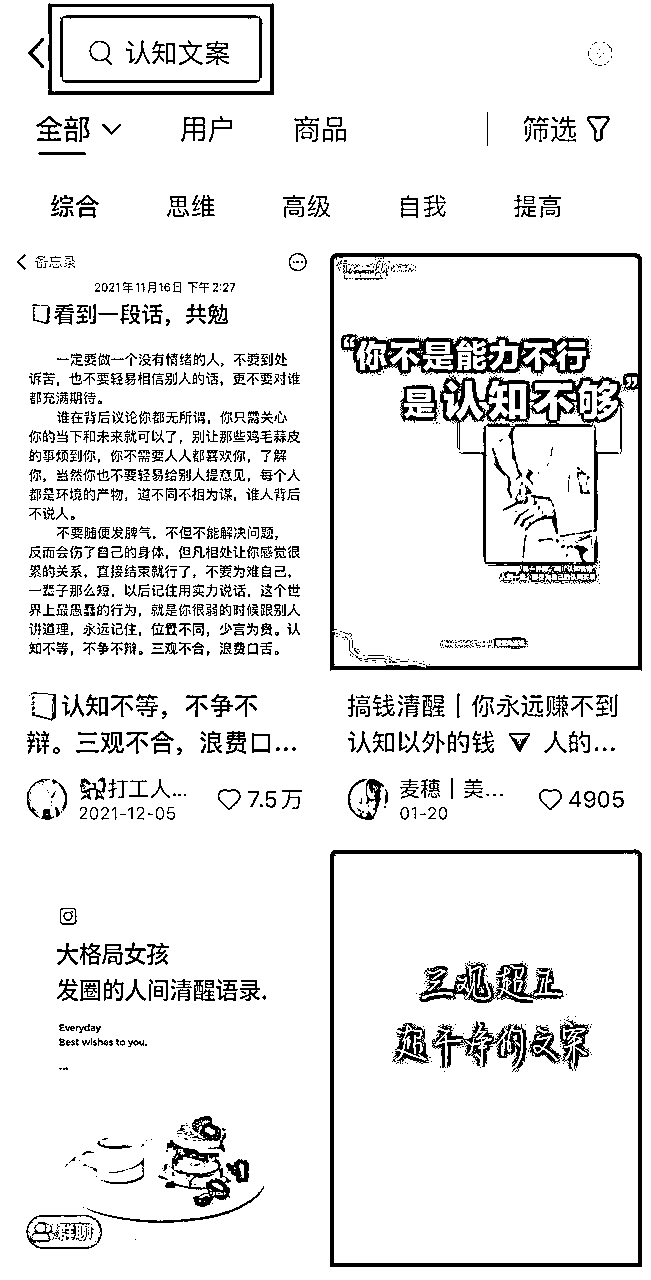 认知文案
全部
用户
商品
筛选
综合
思维
高级
自我
提高
备忘录
2021年11月16日 下午2:27
看到一段话，共勉
一定要做一个没有情绪的人，不要到处
诉苦，也不要轻易相信别人的话，更不要对谁
都充满期待。
谁在背后议论你都无所谓，你只需关心
你的当下和未来就可以了，别让那些鸡毛蒜皮
的事烦到你，你不需要人人都喜欢你，了解
你，当然你也不要轻易给别人提意见，每个人
都是环境的产物，道不同不相为谋，谁人背后
不说人。
不要随便发脾气，不但不能解决问题，
反而会伤了自己的身体，但凡相处让你感觉很
累的关系，直接结束就行了，不要为难自己，
一辈子那么短，以后记住用实力说话，这个世
界上最愚蠢的行为，就是你很弱的时候跟别人
讲道理，永远记住，位置不同，少言为贵。认
知不等，不争不辩。三观不合，浪费口舌。
认知不等，不争不
辩。三观不合，浪费口...
打工人...
2021-12-05
7.5万
“你不是能力不行
是认知不够”
搞钱清醒｜你永远赚不到
认知以外的钱 人的...
麦穗｜美...
01-20
4905
大格局女孩
发圈的人间清醒语录.
Everyday
Best wishes to you.
...
群聊
三观超正
超干净的文案